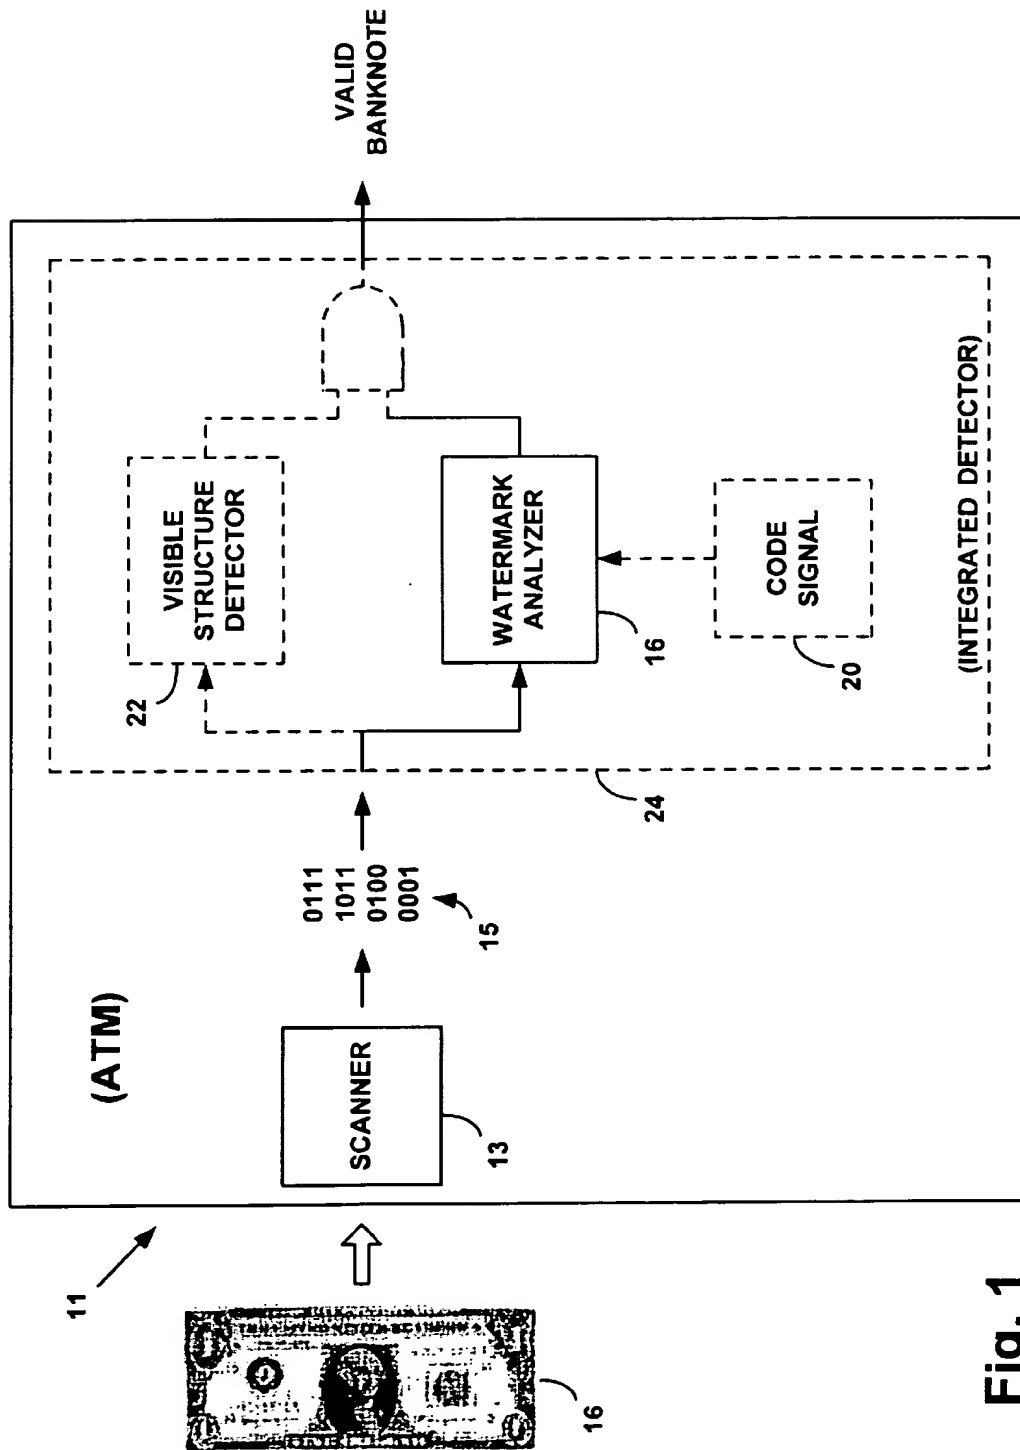 11
(ATM)
16
SCANNER
13
0111
1011
0100
0001
15
24
22
VISIBLE
STRUCTURE
DETECTOR
WATERMARK
ANALYZER
16
CODE
SIGNAL
20
(INTEGRATED DETECTOR)
VALID
BANKNOTE
Fig. 1